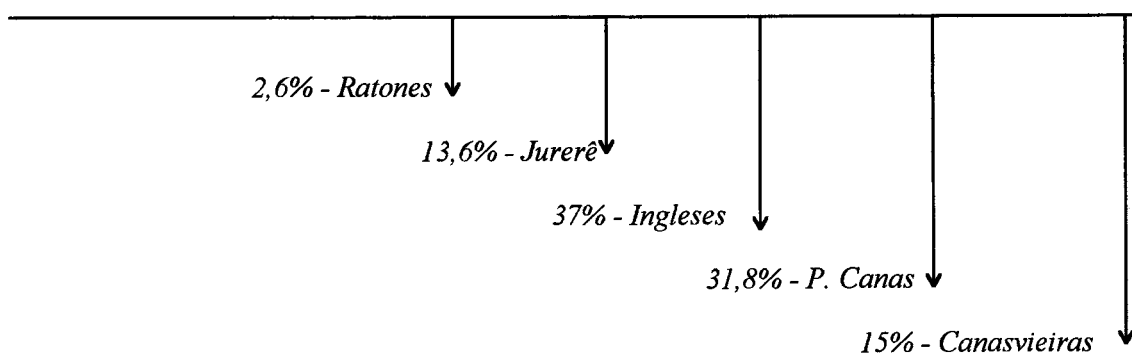 2,6% - Ratones
13,6% - Jurerê
37% - Ingleses
31,8% - P. Canas
15% - Canasvieiras